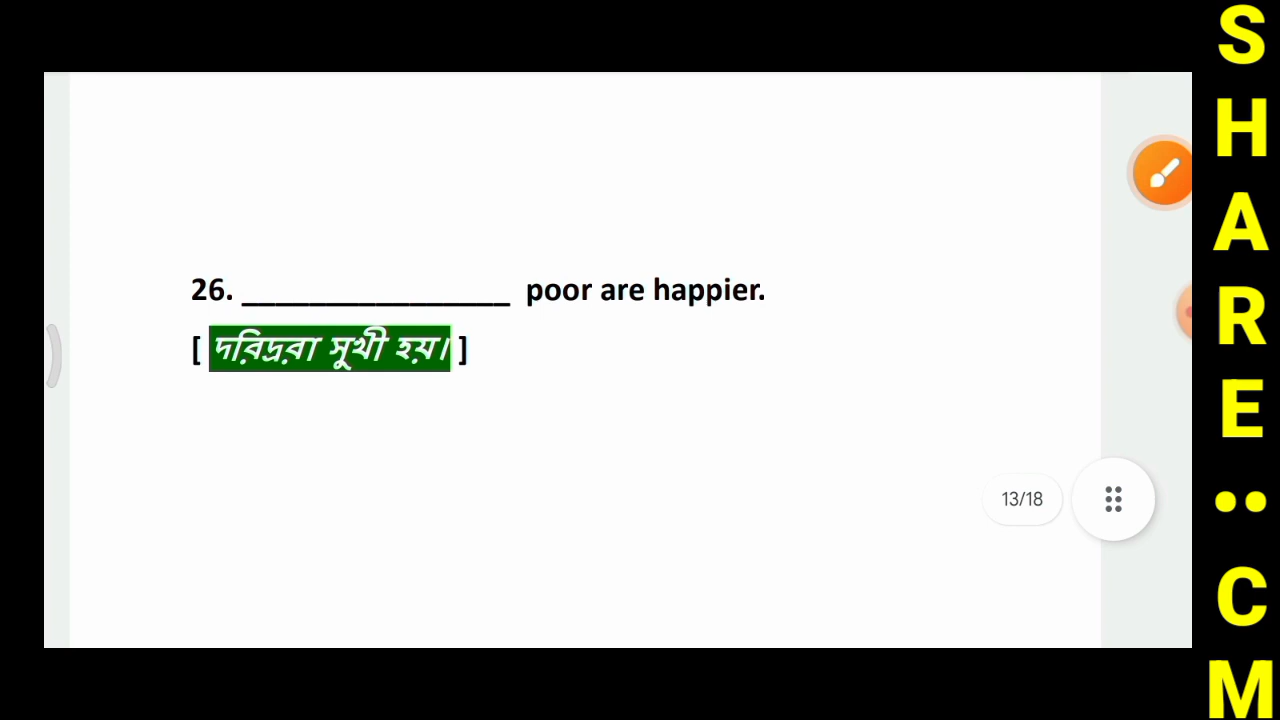 26. ________________ poor are happier.
[ দরিদ্ররা সুখী হয়। ]
13/18
S
H
A
R
E
••
C
M